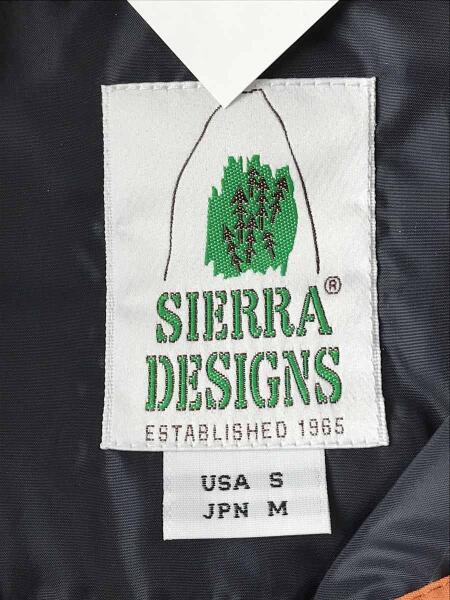 SIERRA®
DESIGNS
ESTABLISHED 1965
USA S
JPN M